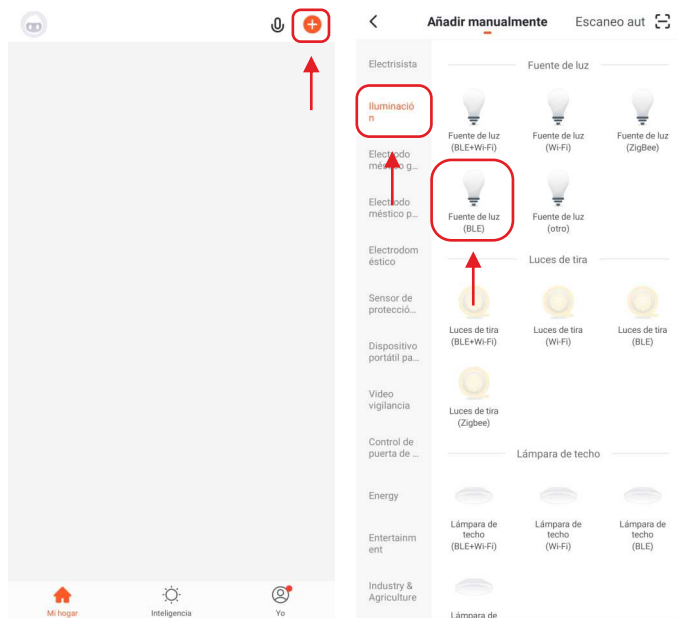 Mi hogar
Inteligencia
Yo
Añadir manualmente
Escaneo aut
Electrisista
Iluminació
n
Electrodo
méstico g...
Electrodo
méstico p...
Electrodom
éstico
Sensor de
protecció...
Dispositivo
portátil pa...
Video
vigilancia
Control de
puerta de ...
Energy
Entertainm
ent
Industry &
Agriculture
Fuente de luz
Fuente de luz
(BLE+Wi-Fi)
Fuente de luz
(Wi-Fi)
Fuente de luz
(ZigBee)
Fuente de luz
(BLE)
Fuente de luz
(otro)
Luces de tira
Luces de tira
(BLE+Wi-Fi)
Luces de tira
(Wi-Fi)
Luces de tira
(BLE)
Luces de tira
(Zigbee)
Lámpara de techo
Lámpara de
techo
(BLE+Wi-Fi)
Lámpara de
techo
(Wi-Fi)
Lámpara de
techo
(BLE)
Lámpara de